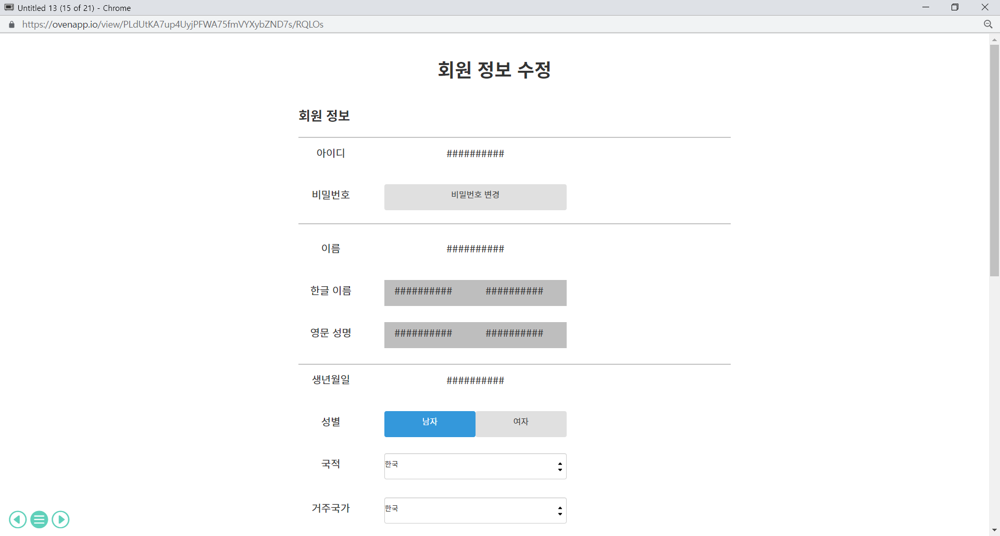 Untitled 13 (15 of 21) - Chrome
https://ovenapp.io/view/PLdUtKA7up4UyjPFWA75fmVYXybZND7s/RQLOs
회원 정보 수정
회원 정보
아이디 ##########
비밀번호 비밀번호 변경
이름 ##########
한글 이름 ########## ##########
영문 성명 ########## ##########
생년월일 ##########
성별 남자 여자
국적 한국
거주국가 한국